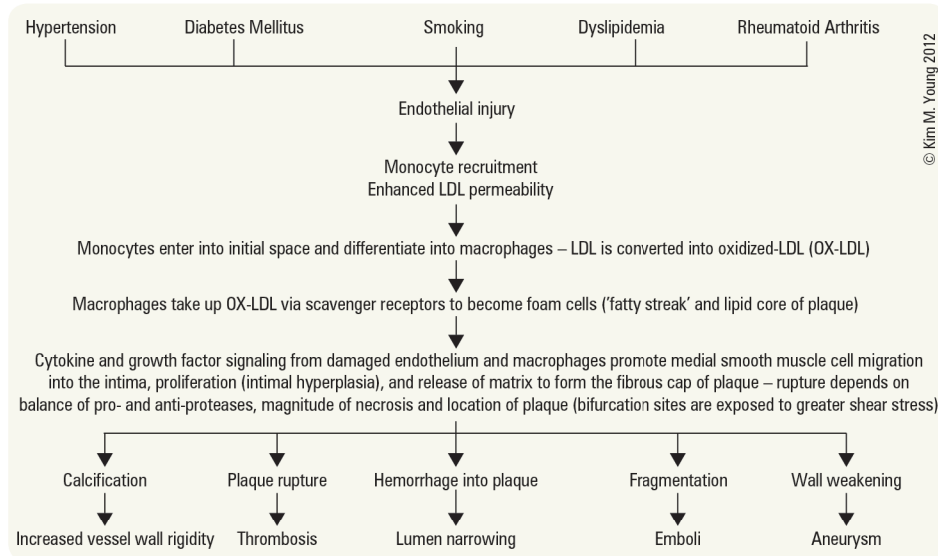 Hypertension
Diabetes Mellitus
Smoking
Dyslipidemia
Rheumatoid Arthritis
© Kim M. Young 2012
Endothelial injury
Monocyte recruitment
Enhanced LDL permeability
Monocytes enter into initial space and differentiate into macrophages – LDL is converted into oxidized-LDL (OX-LDL)
Macrophages take up OX-LDL via scavenger receptors to become foam cells (‘fatty streak’ and lipid core of plaque)
Cytokine and growth factor signaling from damaged endothelium and macrophages promote medial smooth muscle cell migration
into the intima, proliferation (intimal hyperplasia), and release of matrix to form the fibrous cap of plaque – rupture depends on
balance of pro- and anti-proteases, magnitude of necrosis and location of plaque (bifurcation sites are exposed to greater shear stress)
Calcification
Plaque rupture
Hemorrhage into plaque
Fragmentation
Wall weakening
Increased vessel wall rigidity
Thrombosis
Lumen narrowing
Emboli
Aneurysm